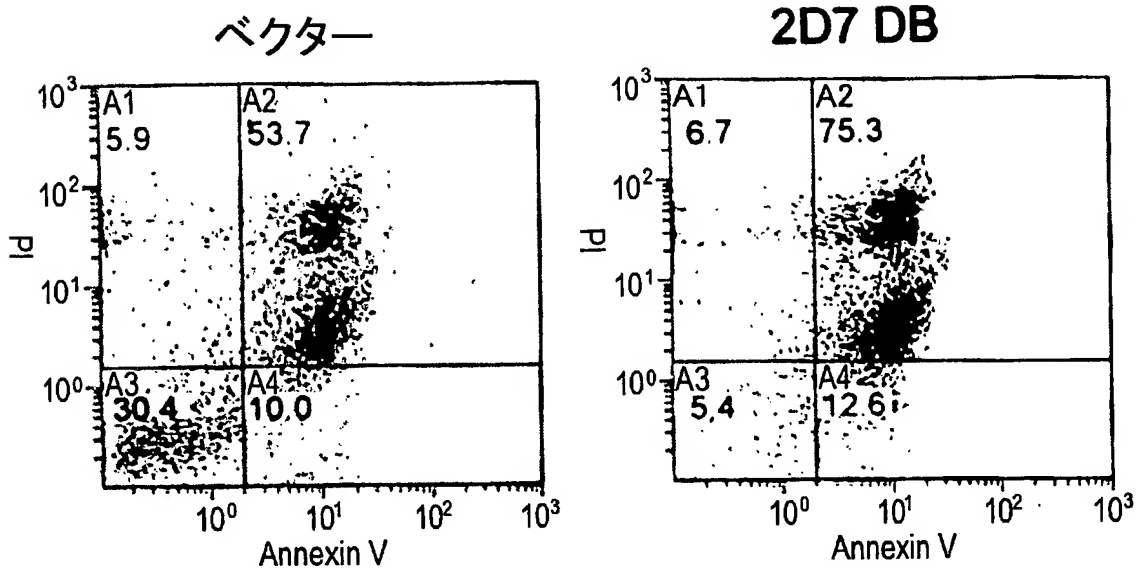 ベクター
2D7 DB
10³
A1
5.9
A2
53.7
10²
PI
10¹
10⁰
A3
30.4
A4
10.0
10⁰
10¹
10²
10³
Annexin V
10³
A1
6.7
A2
75.3
10²
PI
10¹
10⁰
A3
5.4
A4
12.6
10⁰
10¹
10²
10³
Annexin V